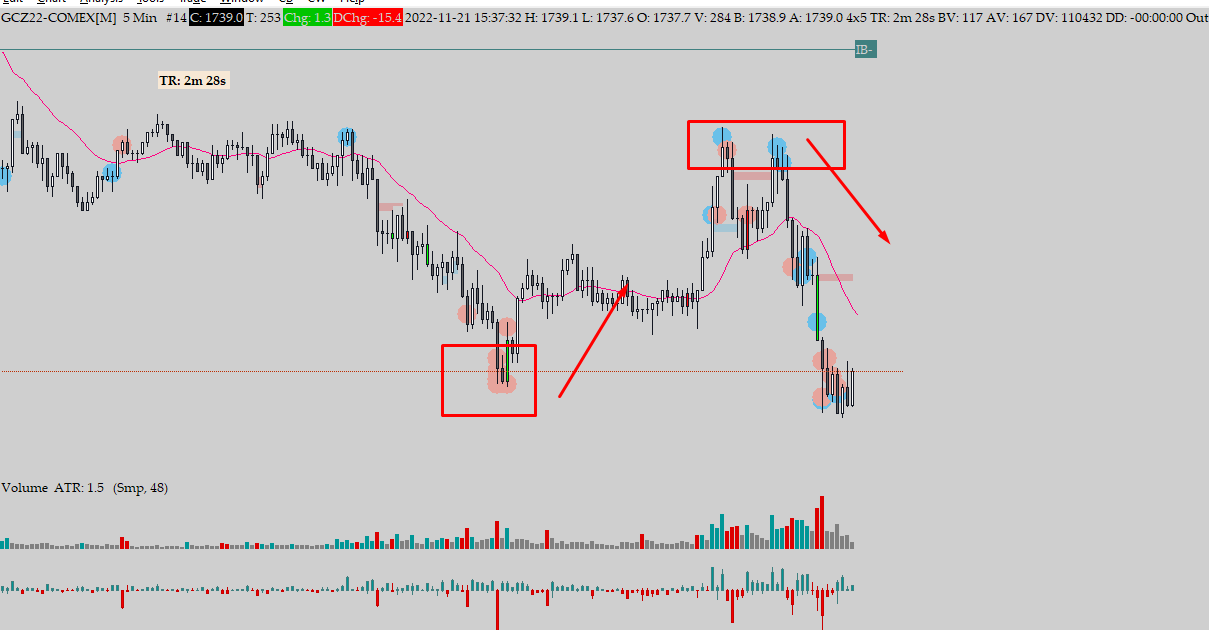 GCZ22-COMEX[M] 5 Min #14 C: 1739.0 T: 253 Chg: 1.3 DChg: -15.4 2022-11-21 15:37:32 H: 1739.1 L: 1737.6 O: 1737.7 V: 284 B: 1738.9 A: 1739.0 4x5 TR: 2m 28s BV: 117 AV: 167 DV: 110432 DD: -00:00:00 Out
IB-
TR: 2m 28s
Volume ATR: 1.5 (Smp, 48)